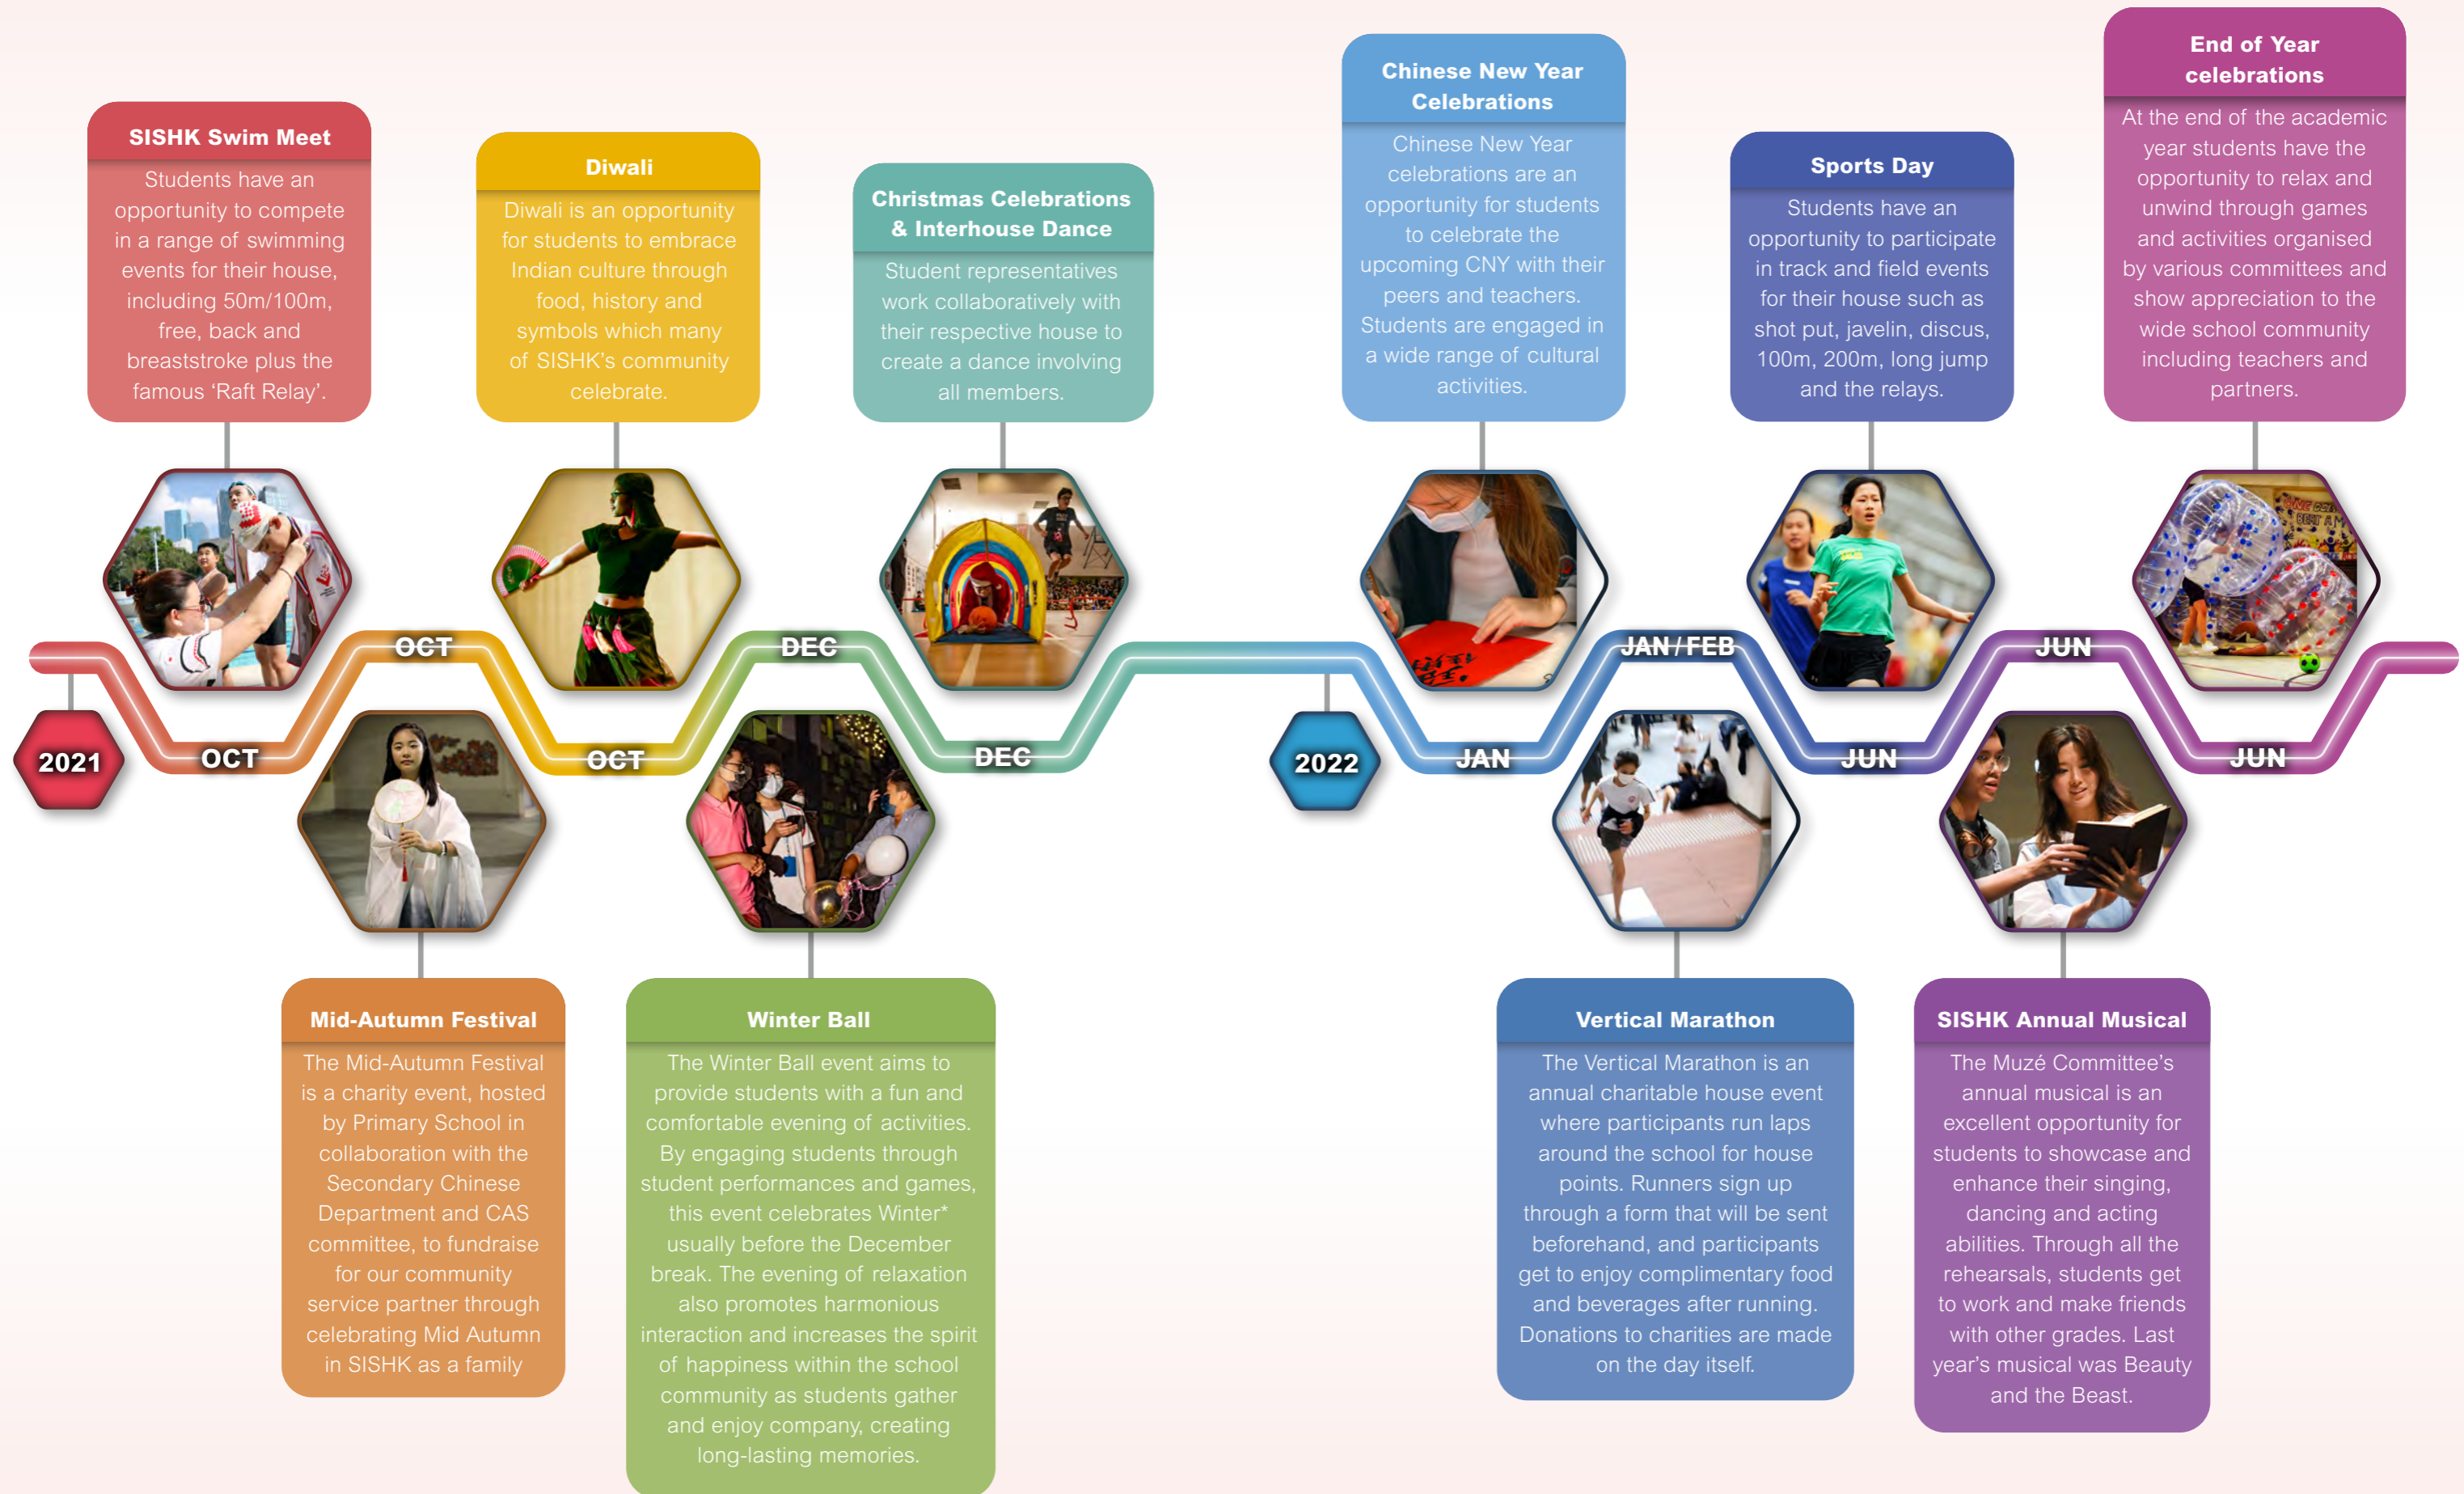 SISHK Swim Meet
Students have an
opportunity to compete
in a range of swimming
events for their house,
including 50m/100m,
free, back and
breaststroke plus the
famous ‘Raft Relay’.
Diwali
Diwali is an opportunity
for students to embrace
Indian culture through
food, history and
symbols which many
of SISHK’s community
celebrate.
Christmas Celebrations
& Interhouse Dance
Student representatives
work collaboratively with
their respective house to
create a dance involving
all members.
Chinese New Year
Celebrations
Chinese New Year
celebrations are an
opportunity for students
to celebrate the
upcoming CNY with their
peers and teachers.
Students are engaged in
a wide range of cultural
activities.
Sports Day
Students have an
opportunity to participate
in track and field events
for their house such as
shot put, javelin, discus,
100m, 200m, long jump
and the relays.
End of Year
celebrations
At the end of the academic
year students have the
opportunity to relax and
unwind through games
and activities organised
by various committees and
show appreciation to the
wide school community
including teachers and
partners.
2021
OCT
OCT
OCT
DEC
DEC
2022
JAN
JAN / FEB
JUN
JUN
JUN
Mid-Autumn Festival
The Mid-Autumn Festival
is a charity event, hosted
by Primary School in
collaboration with the
Secondary Chinese
Department and CAS
committee, to fundraise
for our community
service partner through
celebrating Mid Autumn
in SISHK as a family
Winter Ball
The Winter Ball event aims to
provide students with a fun and
comfortable evening of activities.
By engaging students through
student performances and games,
this event celebrates Winter*
usually before the December
break. The evening of relaxation
also promotes harmonious
interaction and increases the spirit
of happiness within the school
community as students gather
and enjoy company, creating
long-lasting memories.
Vertical Marathon
The Vertical Marathon is an
annual charitable house event
where participants run laps
around the school for house
points. Runners sign up
through a form that will be sent
beforehand, and participants
get to enjoy complimentary food
and beverages after running.
Donations to charities are made
on the day itself.
SISHK Annual Musical
The Muzé Committee’s
annual musical is an
excellent opportunity for
students to showcase and
enhance their singing,
dancing and acting
abilities. Through all the
rehearsals, students get
to work and make friends
with other grades. Last
year’s musical was Beauty
and the Beast.